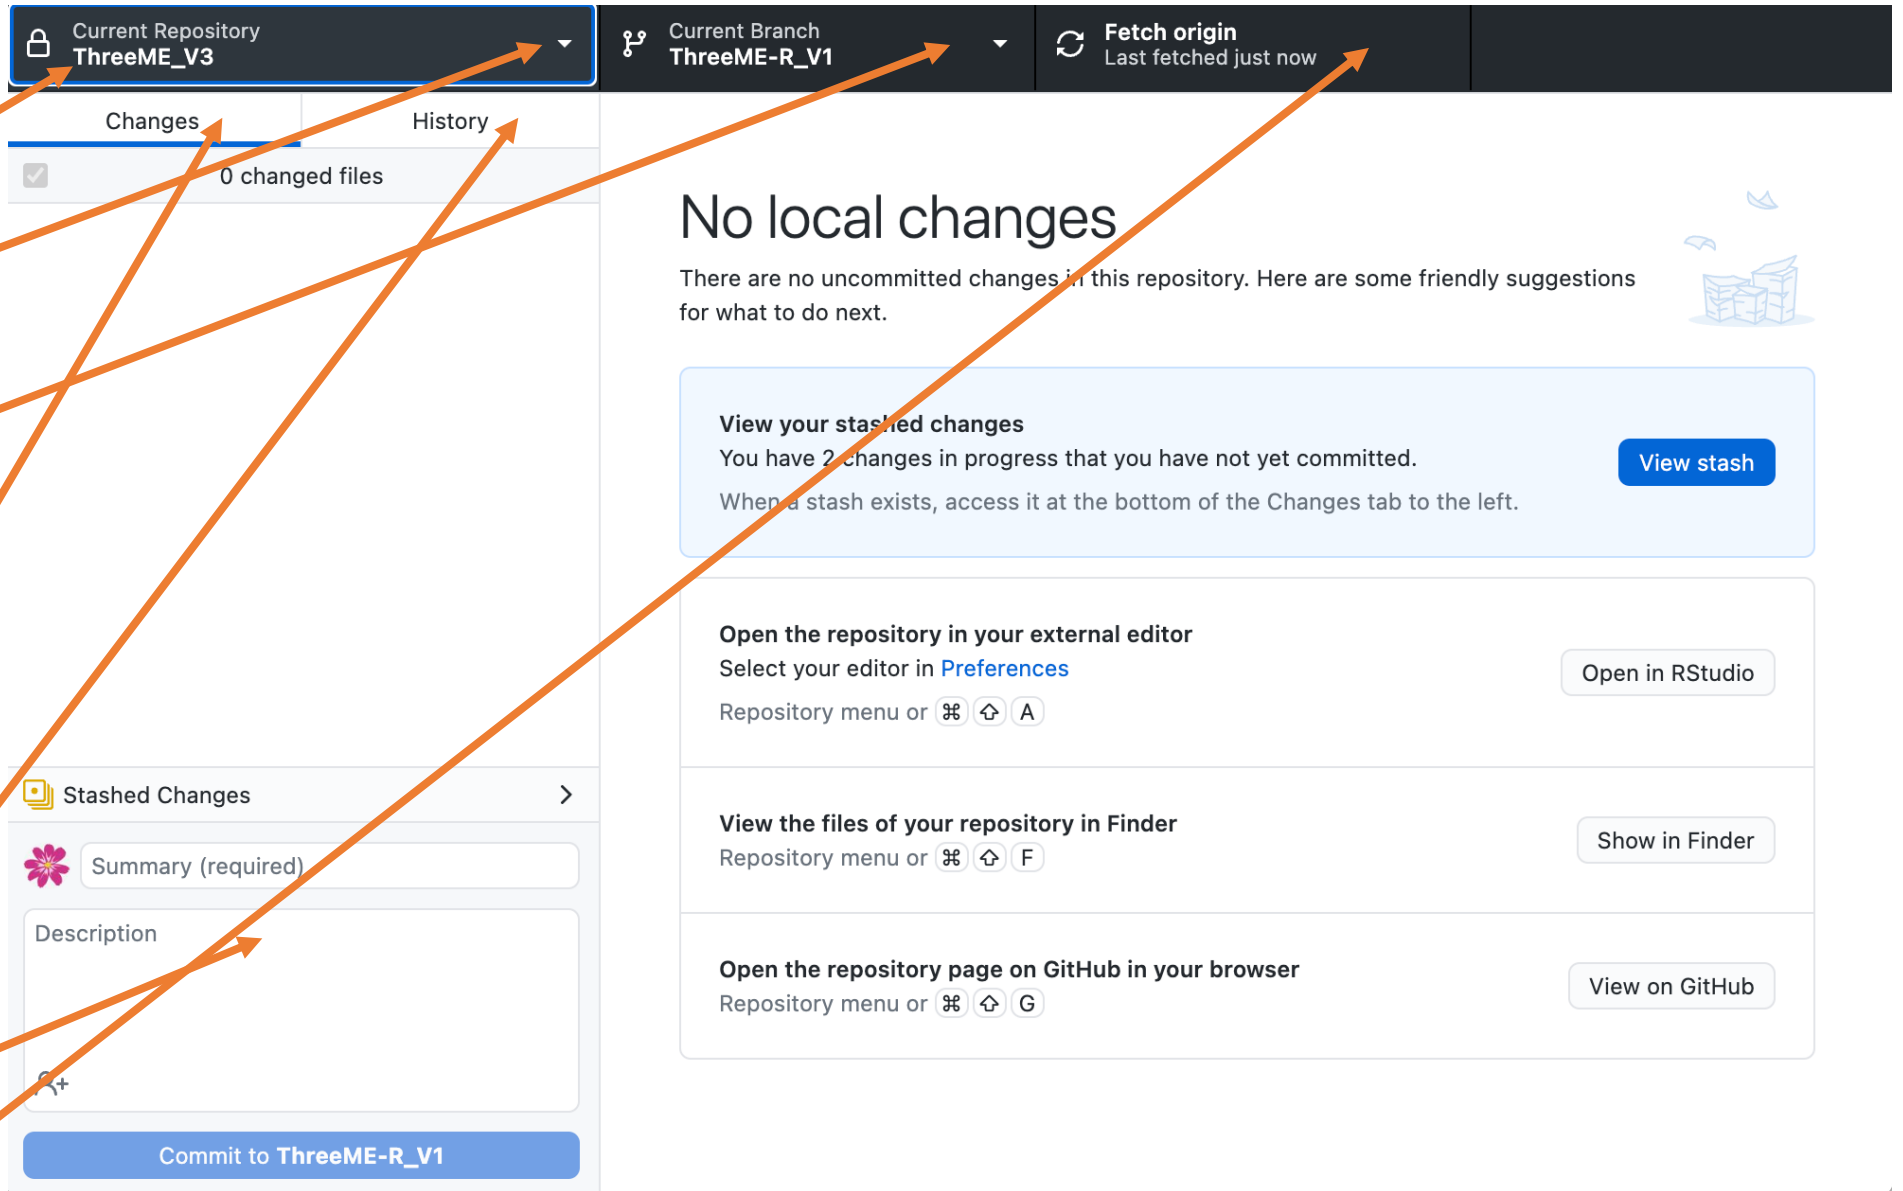 Current Repository
ThreeME_V3
Current Branch
ThreeME-R_V1
Fetch origin
Last fetched just now
Changes
History
0 changed files
No local changes
There are no uncommitted changes in this repository. Here are some friendly suggestions
for what to do next.
View your stashed changes
You have 2 changes in progress that you have not yet committed.
When a stash exists, access it at the bottom of the Changes tab to the left.
View stash
Open the repository in your external editor
Select your editor in Preferences
Repository menu or ⌘ ⇧ A
Open in RStudio
View the files of your repository in Finder
Repository menu or ⌘ ⇧ F
Show in Finder
Open the repository page on GitHub in your browser
Repository menu or ⌘ ⇧ G
View on GitHub
Stashed Changes
Summary (required)
Description
Commit to ThreeME-R_V1